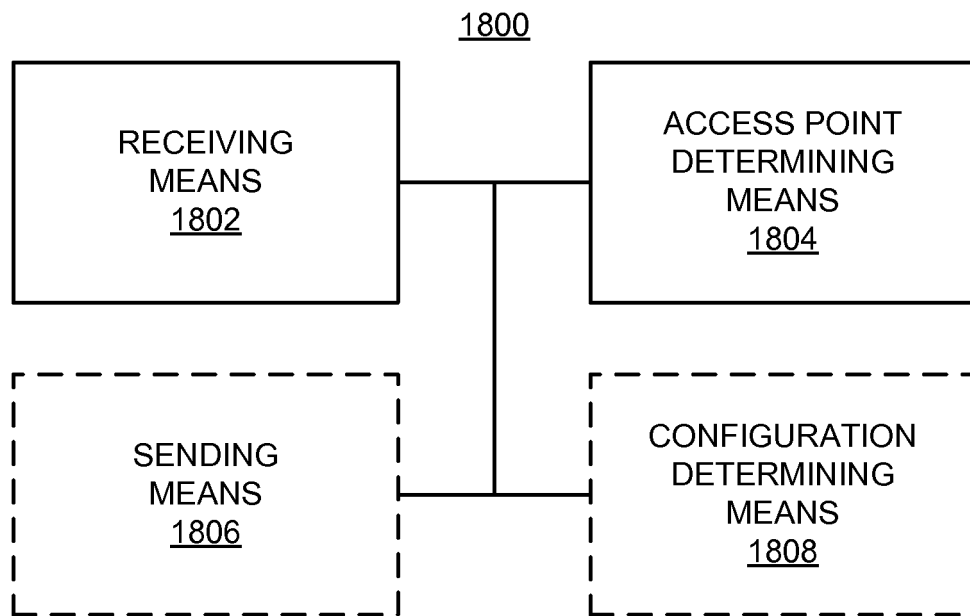 1800
RECEIVING
MEANS
1802
ACCESS POINT
DETERMINING
MEANS
1804
SENDING
MEANS
1806
CONFIGURATION
DETERMINING
MEANS
1808